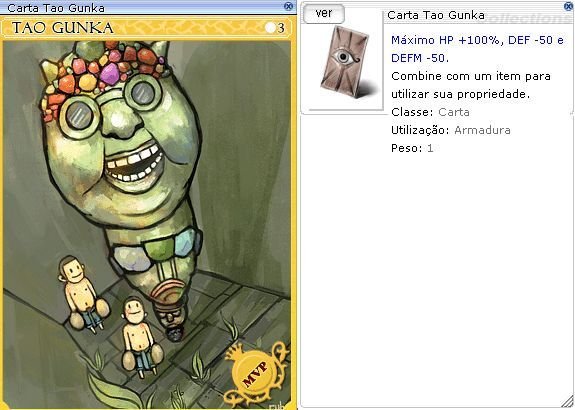 Carta Tao Gunka
TAO GUNKA
3
MVP
ver
Carta Tao Gunka
Collections
Máximo HP +100%, DEF -50 e
DEFM -50.
Combine com um item para
utilizar sua propriedade.
Classe: Carta
Utilização: Armadura
Peso: 1